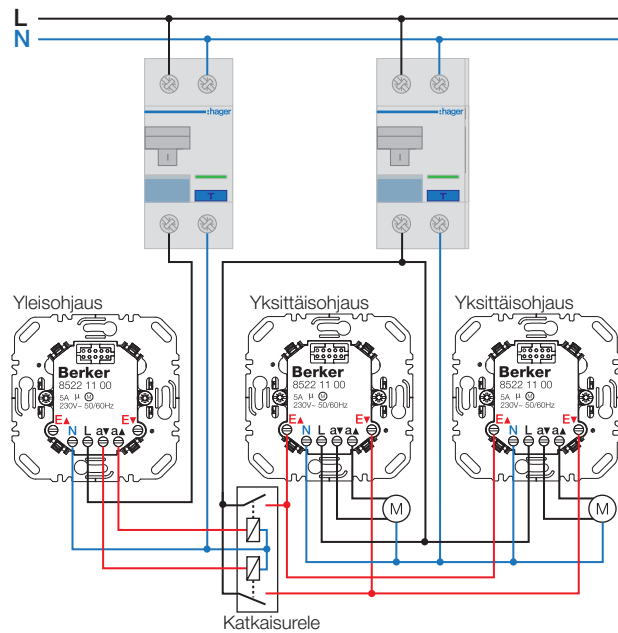 L
N
:hager
I
T
:hager
I
T
Yleisohjaus
Yksittäisohjaus
Yksittäisohjaus
Berker
8522 11 00
5A µ M
230V~ 50/60Hz
E▲ N L a▼ a▲ E▼
Berker
8522 11 00
5A µ M
230V~ 50/60Hz
E▲ N L a▼ a▲ E▼
M
Berker
8522 11 00
5A µ M
230V~ 50/60Hz
E▲ N L a▼ a▲ E▼
M
Katkaisurele